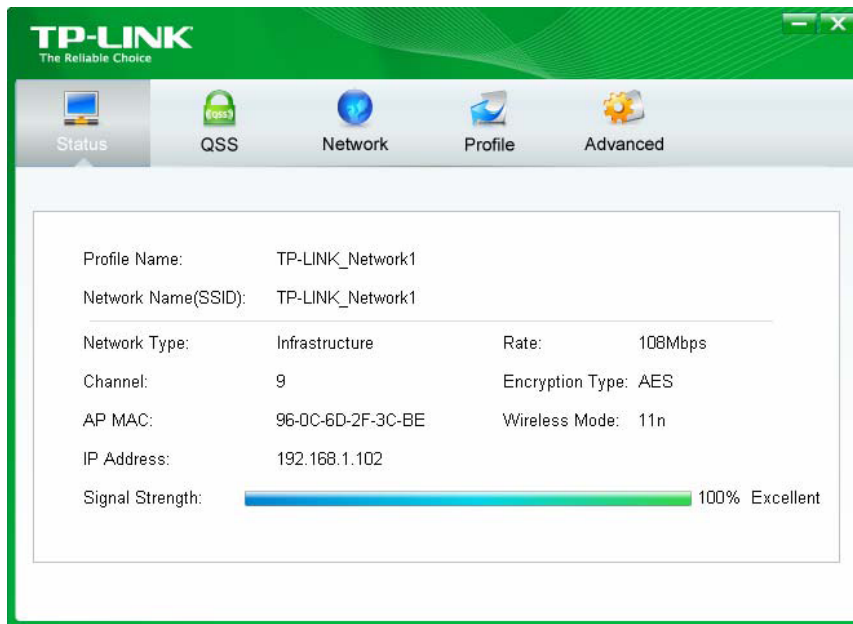 TP-LINK
The Reliable Choice
Status QSS Network Profile Advanced
Profile Name: TP-LINK_Network1
Network Name(SSID): TP-LINK_Network1
Network Type: Infrastructure Rate: 108Mbps
Channel: 9 Encryption Type: AES
AP MAC: 96-0C-6D-2F-3C-BE Wireless Mode: 11n
IP Address: 192.168.1.102
Signal Strength: 100% Excellent